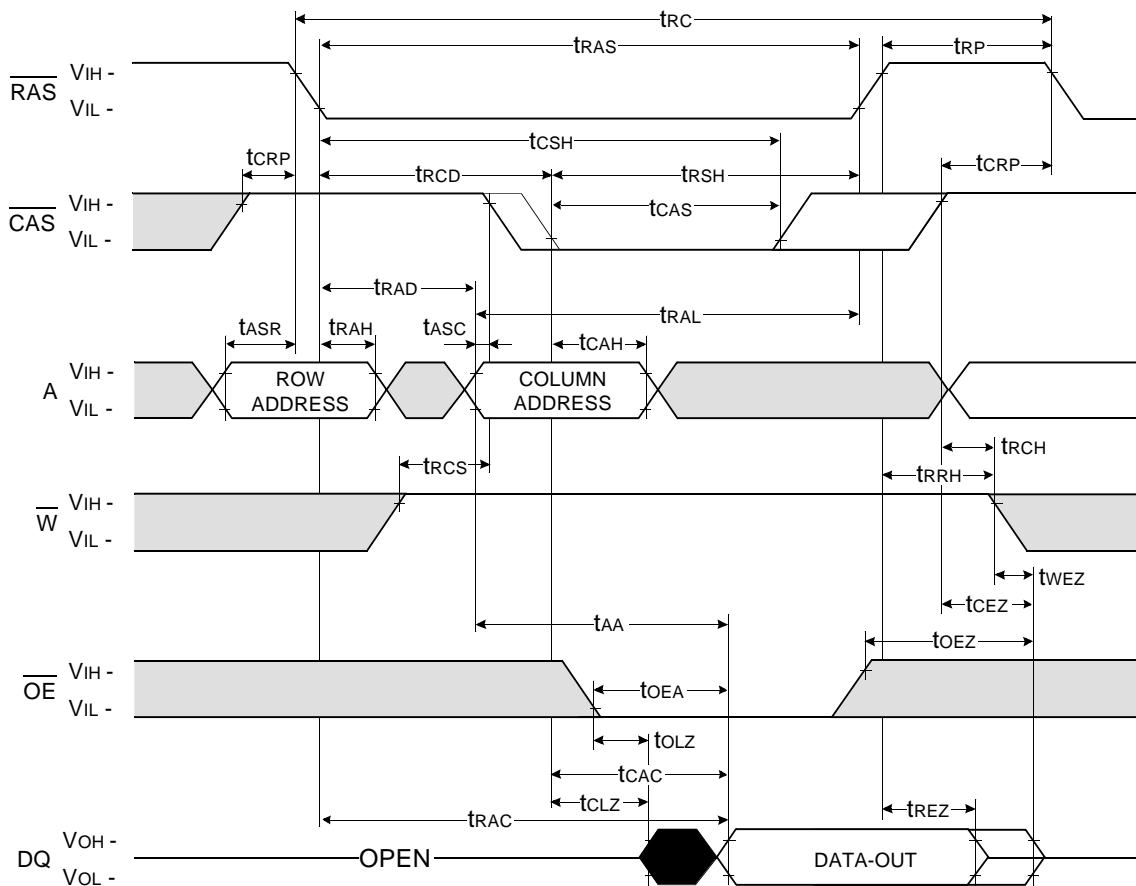 tRC
tRAS
tRP
RAS
VIH -
VIL -
tCSH
tCRP
tRCD
tRSH
tCRP
CAS
VIH -
VIL -
tCAS
tRAD
tRAL
tASR
tRAH
tASC
tCAH
A
VIH -
VIL -
ROW
ADDRESS
COLUMN
ADDRESS
tRCS
tRCH
tRRH
W
VIH -
VIL -
tWEZ
tCEZ
tAA
tOEZ
OE
VIH -
VIL -
tOEA
tOLZ
tCAC
tCLZ
tREZ
tRAC
DQ
VOH -
VOL -
OPEN
DATA-OUT